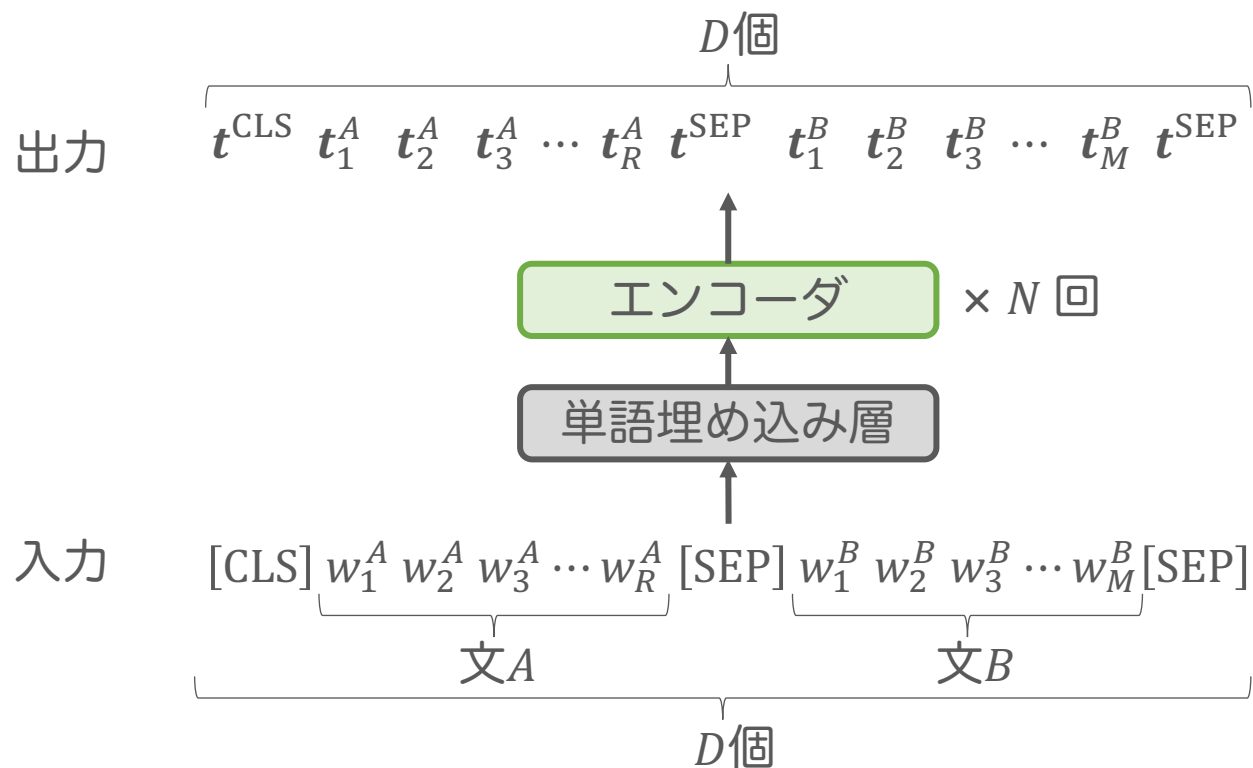 D個
出力 t^CLS t_1^A t_2^A t_3^A ⋯ t_R^A t^SEP t_1^B t_2^B t_3^B ⋯ t_M^B t^SEP
エンコーダ × N 回
単語埋め込み層
入力 [CLS] w_1^A w_2^A w_3^A ⋯ w_R^A [SEP] w_1^B w_2^B w_3^B ⋯ w_M^B [SEP]
文A 文B
D個